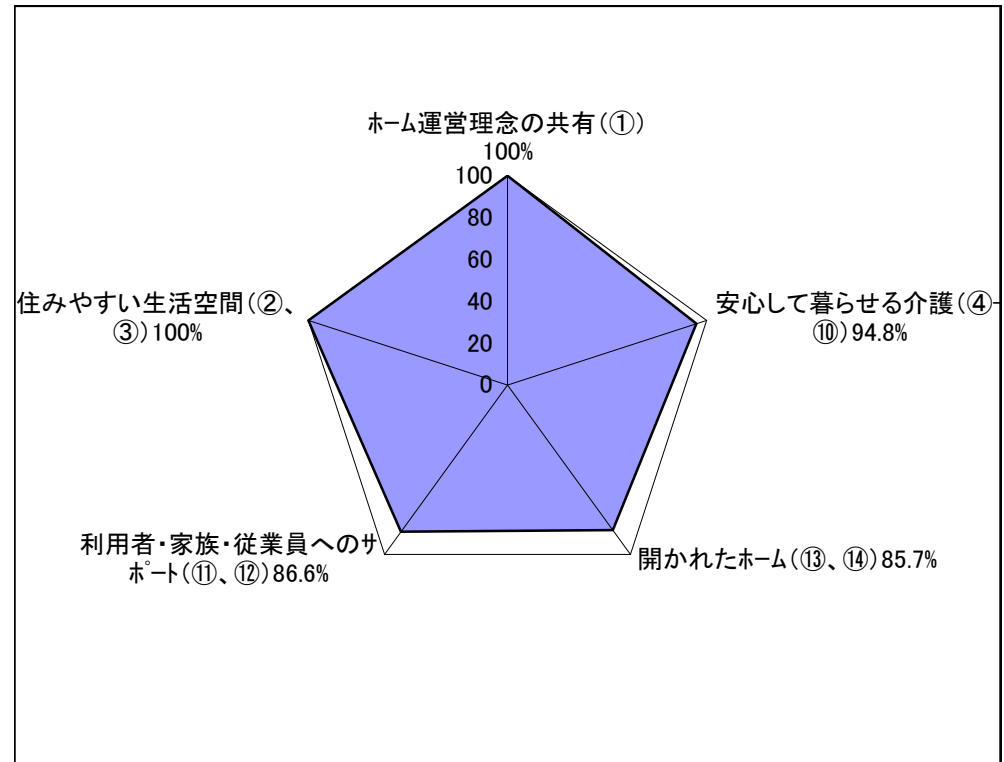 ホーム運営理念の共有(①)
100%
100
80
60
40
20
0
住みやすい生活空間(②、
③)100%
安心して暮らせる介護(④-
⑩)94.8%
利用者・家族・従業員へのサ
ポート(⑪、⑫)86.6%
開かれたホーム(⑬、⑭)85.7%